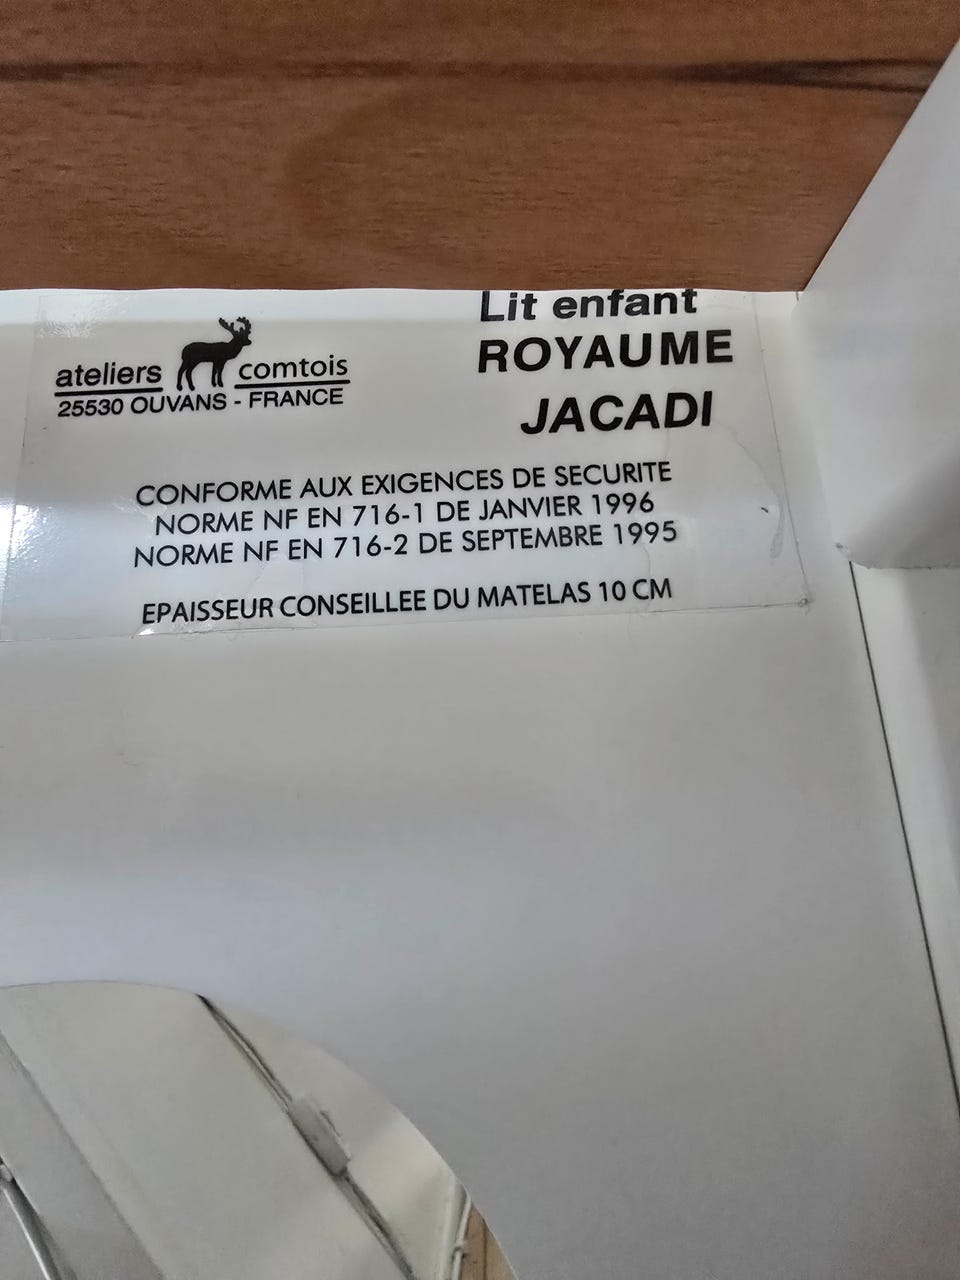 ateliers comtois
25530 OUVANS - FRANCE
Lit enfant
ROYAUME
JACADI
CONFORME AUX EXIGENCES DE SECURITE
NORME NF EN 716-1 DE JANVIER 1996
NORME NF EN 716-2 DE SEPTEMBRE 1995
EPAISSEUR CONSEILLEE DU MATELAS 10 CM